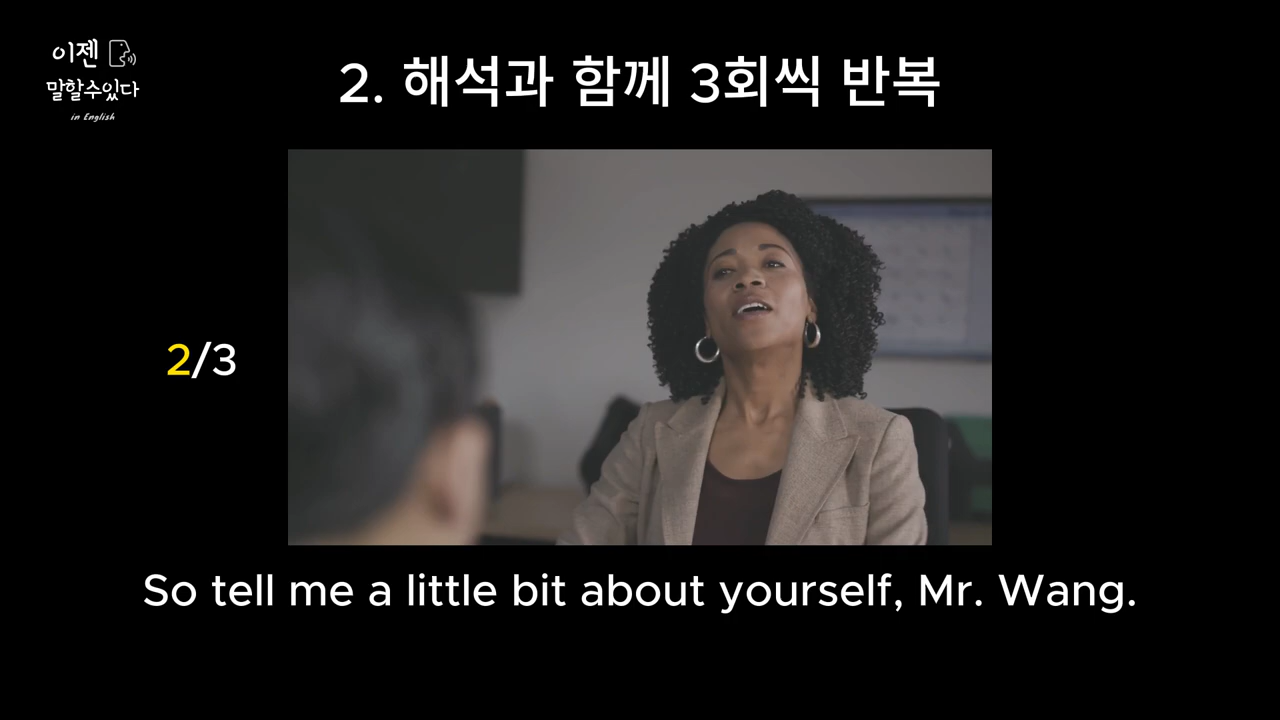 이젠
말할수있다
in English
2. 해석과 함께 3회씩 반복
2/3
So tell me a little bit about yourself, Mr. Wang.